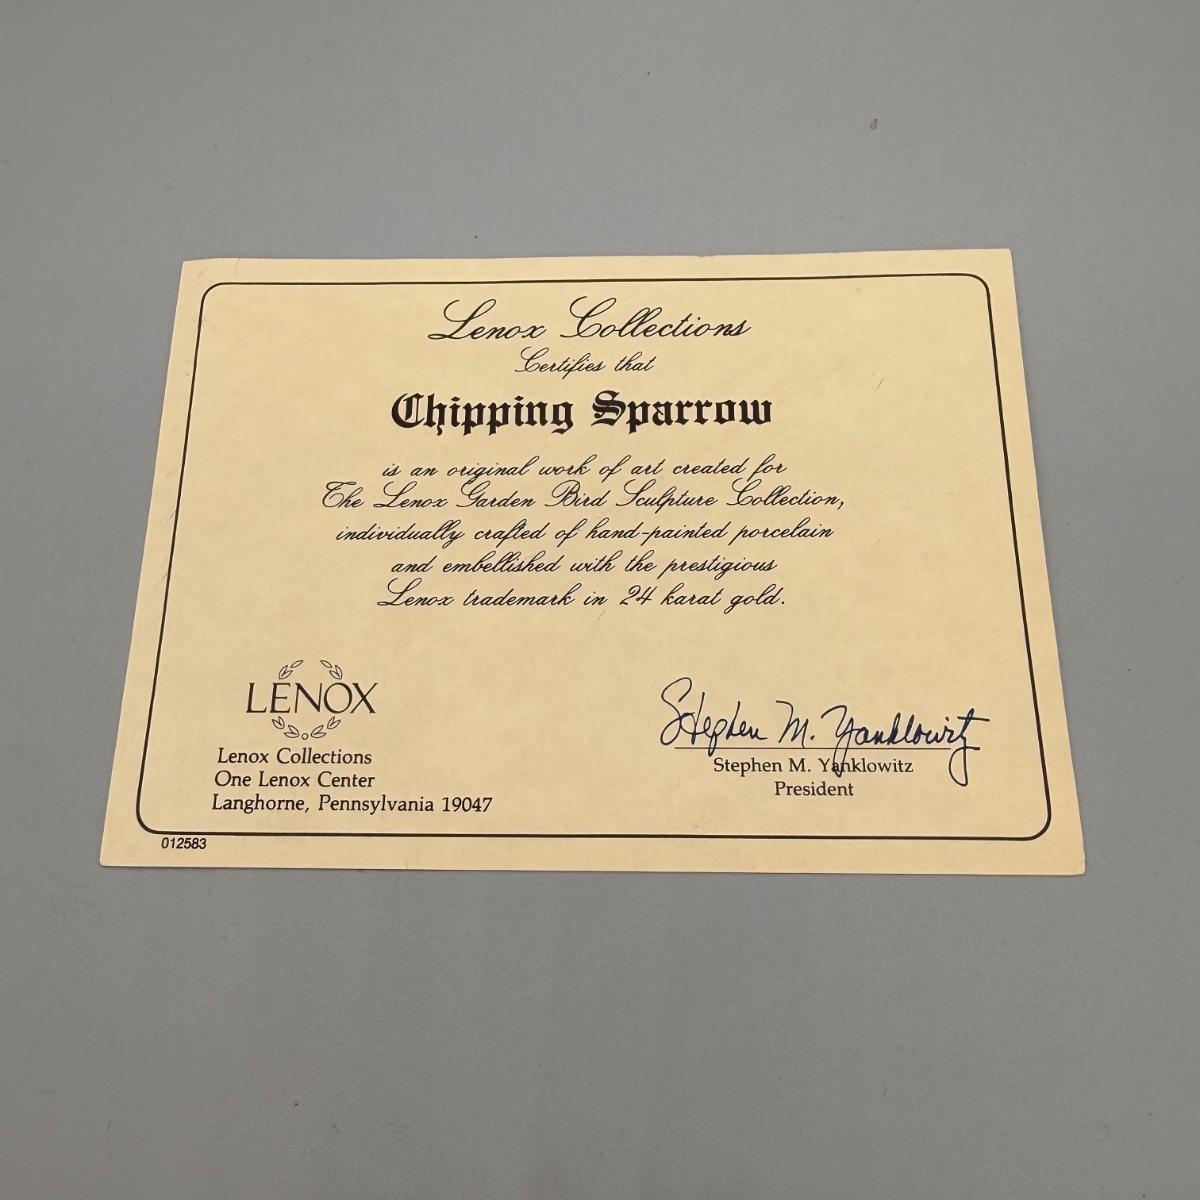 Lenox Collections
Certifies that
Chipping Sparrow
is an original work of art created for
The Lenox Garden Bird Sculpture Collection,
individually crafted of hand-painted porcelain
and embellished with the prestigious
Lenox trademark in 24 karat gold.
LENOX
Lenox Collections
One Lenox Center
Langhorne, Pennsylvania 19047
Stephen M. Yanklowitz
Stephen M. Yanklowitz
President
012583